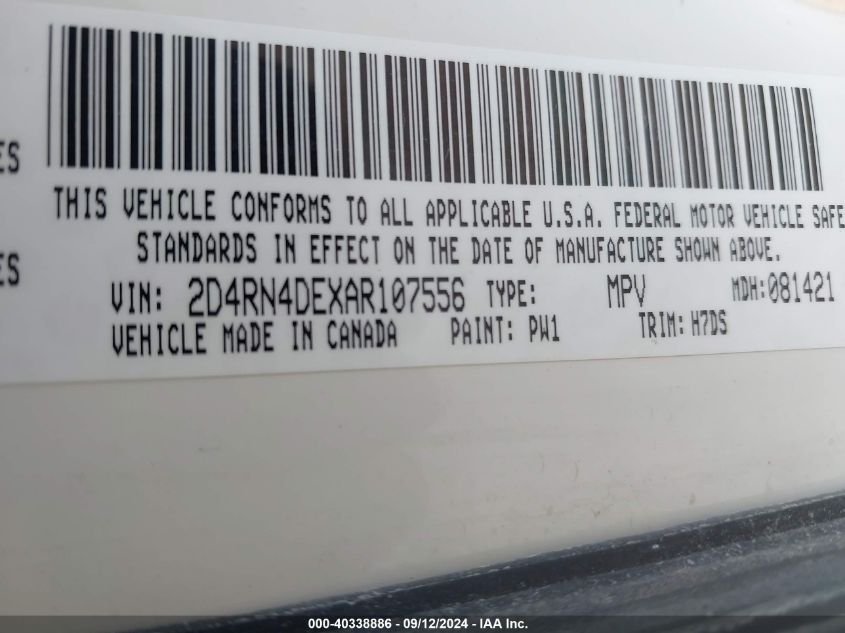 ES
THIS VEHICLE CONFORMS TO ALL APPLICABLE U.S.A. FEDERAL MOTOR VEHICLE SAFE
STANDARDS IN EFFECT ON THE DATE OF MANUFACTURE SHOWN ABOVE.
ES
VIN: 2D4RN4DEXAR107556 TYPE: MPV MDH:081421
VEHICLE MADE IN CANADA PAINT: PW1 TRIM: H7DS
000-40338886 - 09/12/2024 - IAA Inc.